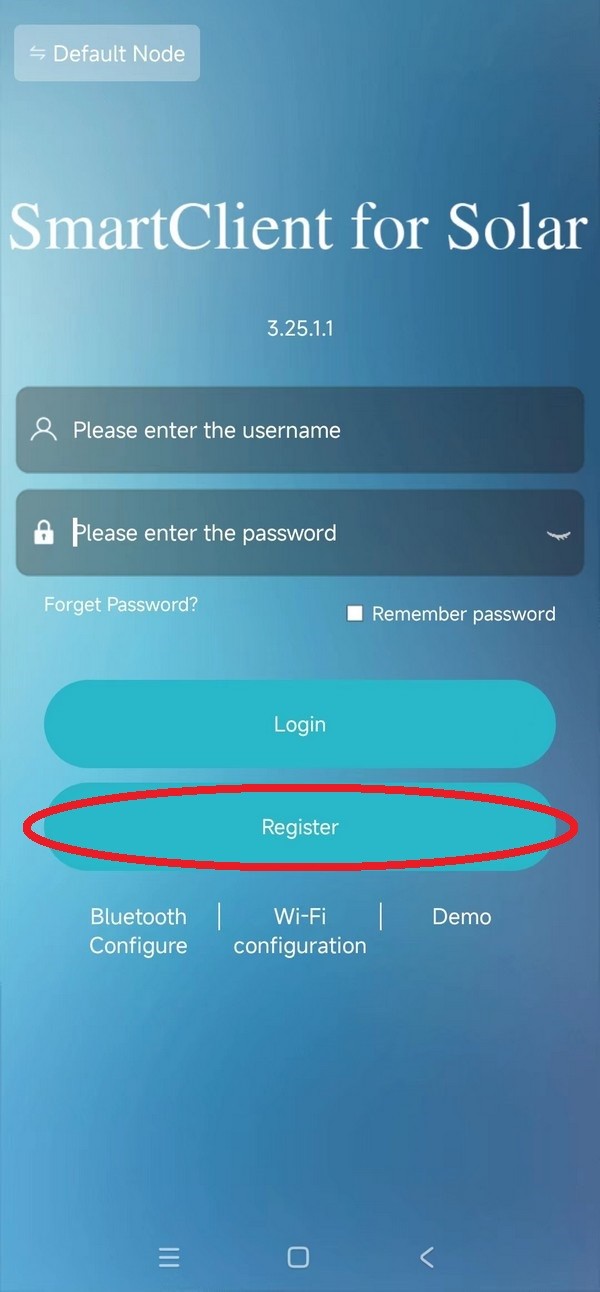 Default Node
SmartClient for Solar
3.25.1.1
Please enter the username
Please enter the password
Forget Password?
Remember password
Login
Register
Bluetooth
Configure
Wi-Fi
configuration
Demo